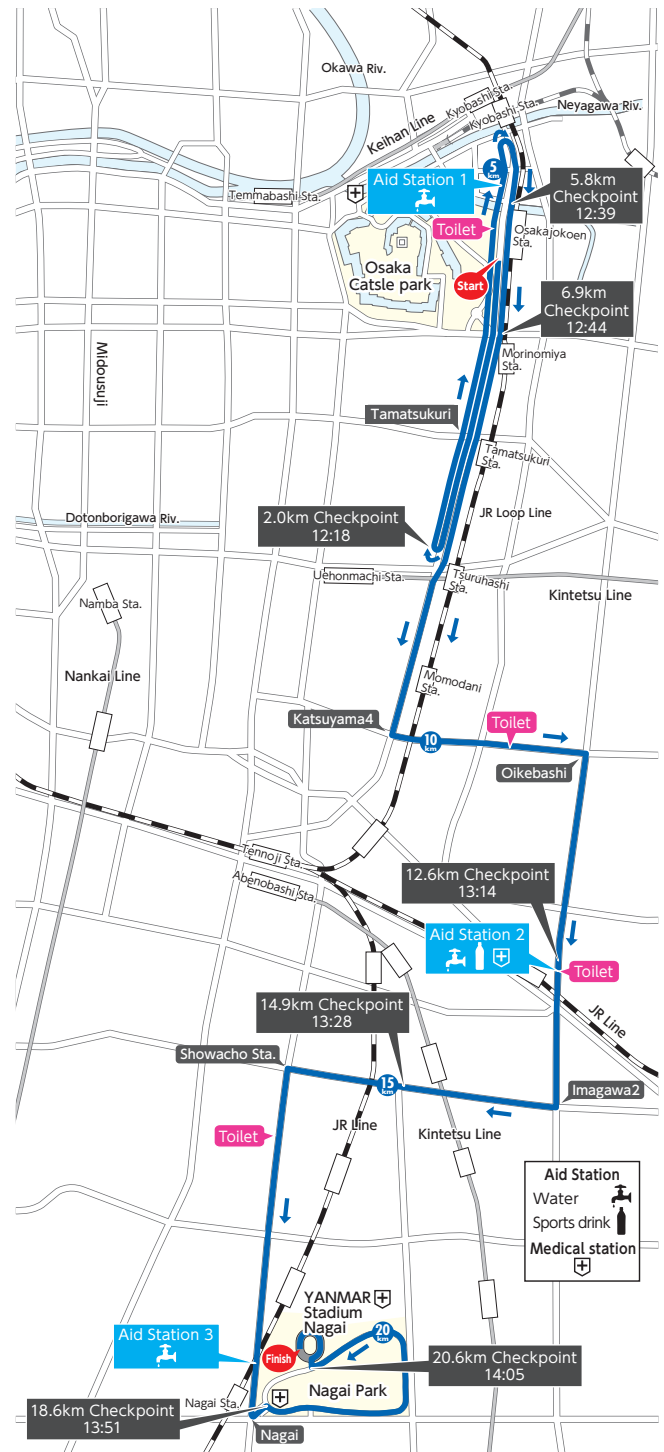 Okawa Riv.
Kyobashi Sta.
Kyobashi Sta.
Neyagawa Riv.
Keihan Line
5
km
Aid Station 1
Temmabashi Sta.
5.8km
Checkpoint
12:39
Toilet
Osakajokoen
Sta.
Osaka
Catsle park
Start
6.9km
Checkpoint
12:44
Midousuji
Morinomiya
Sta.
Tamatsukuri
Tamatsukuri
Sta.
2.0km Checkpoint
12:18
Dotonborigawa Riv.
JR Loop Line
Uehonmachi Sta.
Tsuruhashi
Sta.
Kintetsu Line
Namba Sta.
Nankai Line
Momodani
Sta.
Katsuyama4
10
km
Toilet
Oikebashi
Tennoji Sta.
Abenobashi Sta.
12.6km Checkpoint
13:14
Aid Station 2
Toilet
14.9km Checkpoint
13:28
JR Line
Showacho Sta.
15
km
Imagawa2
Toilet
JR Line
Kintetsu Line
Aid Station
Water
Sports drink
Medical station
YANMAR
Stadium
Nagai
Aid Station 3
20
km
Finish
20.6km Checkpoint
14:05
Nagai Park
Nagai Sta.
18.6km Checkpoint
13:51
Nagai